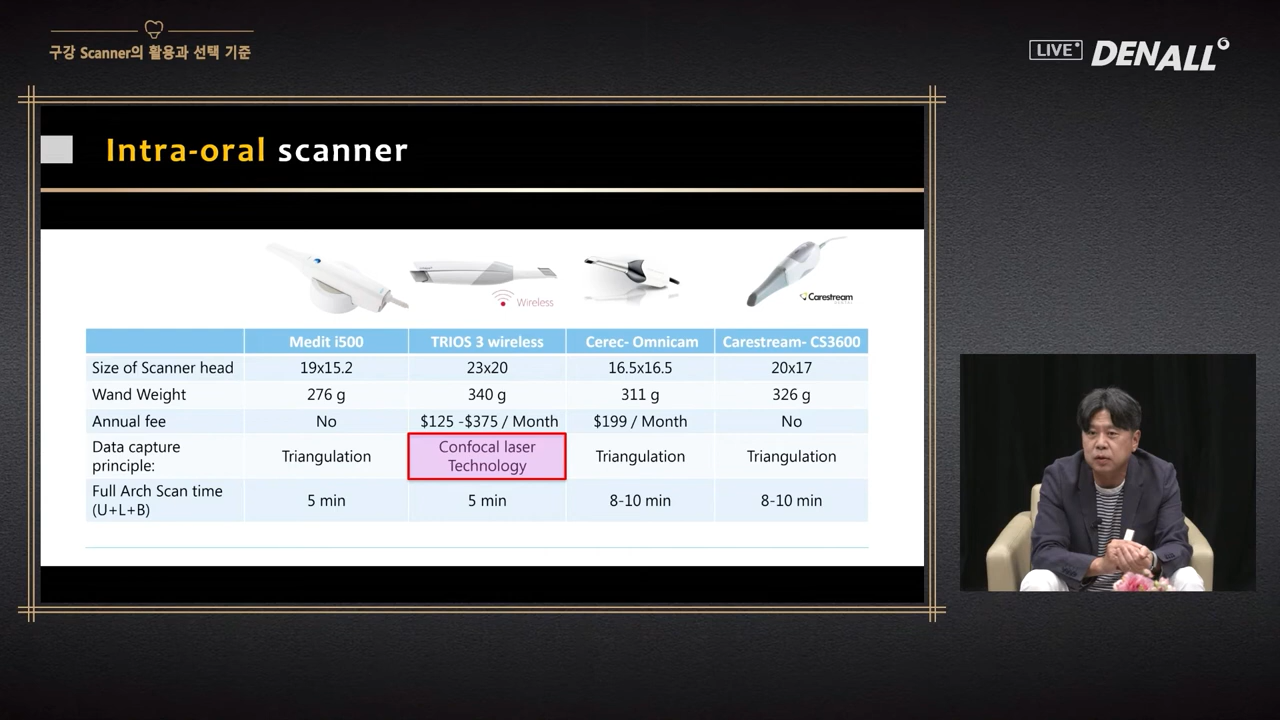 구강 Scanner의 활용과 선택 기준
LIVE
DENALL
Intra-oral scanner
Wireless
Carestream
Medit i500 TRIOS 3 wireless Cerec- Omnicam Carestream- CS3600
Size of Scanner head 19x15.2 23x20 16.5x16.5 20x17
Wand Weight 276 g 340 g 311 g 326 g
Annual fee No $125 -$375 / Month $199 / Month No
Data capture principle: Triangulation Confocal laser Technology Triangulation Triangulation
Full Arch Scan time (U+L+B) 5 min 5 min 8-10 min 8-10 min